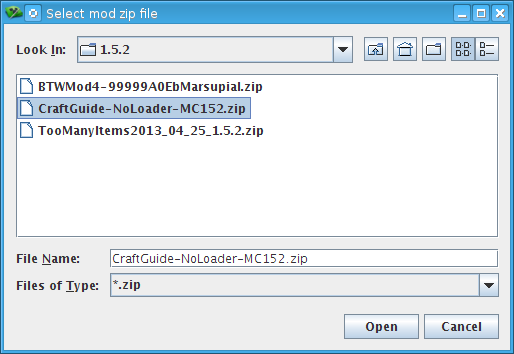 Select mod zip file
Look In: 1.5.2
BTWMod4-99999A0EbMarsupial.zip
CraftGuide-NoLoader-MC152.zip
TooManyItems2013_04_25_1.5.2.zip
File Name: CraftGuide-NoLoader-MC152.zip
Files of Type: *.zip
Open Cancel